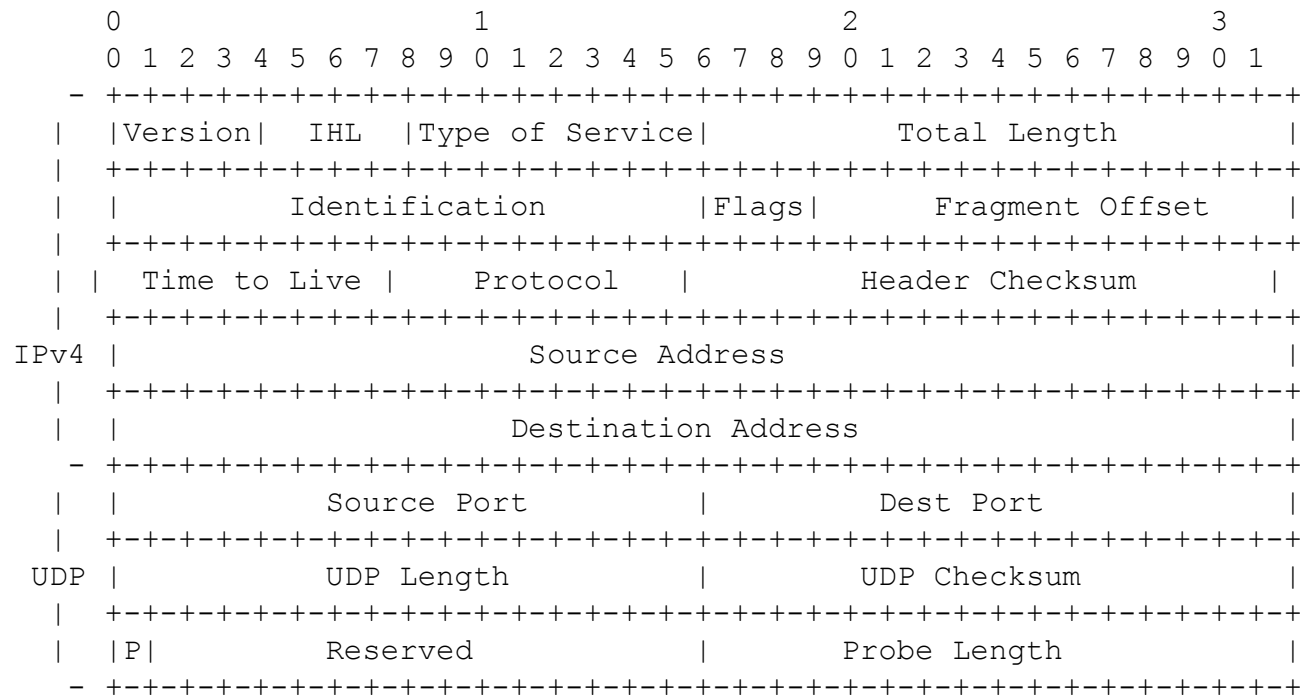 0                   1                   2                   3
       0 1 2 3 4 5 6 7 8 9 0 1 2 3 4 5 6 7 8 9 0 1 2 3 4 5 6 7 8 9 0 1
     - +-+-+-+-+-+-+-+-+-+-+-+-+-+-+-+-+-+-+-+-+-+-+-+-+-+-+-+-+-+-+-+-+
    |  |Version|  IHL  |Type of Service|          Total Length         |
    |  +-+-+-+-+-+-+-+-+-+-+-+-+-+-+-+-+-+-+-+-+-+-+-+-+-+-+-+-+-+-+-+-+
    |  |         Identification        |Flags|      Fragment Offset    |
    |  +-+-+-+-+-+-+-+-+-+-+-+-+-+-+-+-+-+-+-+-+-+-+-+-+-+-+-+-+-+-+-+-+
    | |  Time to Live |    Protocol   |         Header Checksum       |
    |  +-+-+-+-+-+-+-+-+-+-+-+-+-+-+-+-+-+-+-+-+-+-+-+-+-+-+-+-+-+-+-+-+
  IPv4 |                      Source Address                           |
    |  +-+-+-+-+-+-+-+-+-+-+-+-+-+-+-+-+-+-+-+-+-+-+-+-+-+-+-+-+-+-+-+-+
    |  |                     Destination Address                       |
     - +-+-+-+-+-+-+-+-+-+-+-+-+-+-+-+-+-+-+-+-+-+-+-+-+-+-+-+-+-+-+-+-+
    |  |           Source Port         |         Dest Port             |
    |  +-+-+-+-+-+-+-+-+-+-+-+-+-+-+-+-+-+-+-+-+-+-+-+-+-+-+-+-+-+-+-+-+
   UDP |           UDP Length          |        UDP Checksum           |
    |  +-+-+-+-+-+-+-+-+-+-+-+-+-+-+-+-+-+-+-+-+-+-+-+-+-+-+-+-+-+-+-+-+
    |  |P|         Reserved            |       Probe Length            |
     - +-+-+-+-+-+-+-+-+-+-+-+-+-+-+-+-+-+-+-+-+-+-+-+-+-+-+-+-+-+-+-+-+